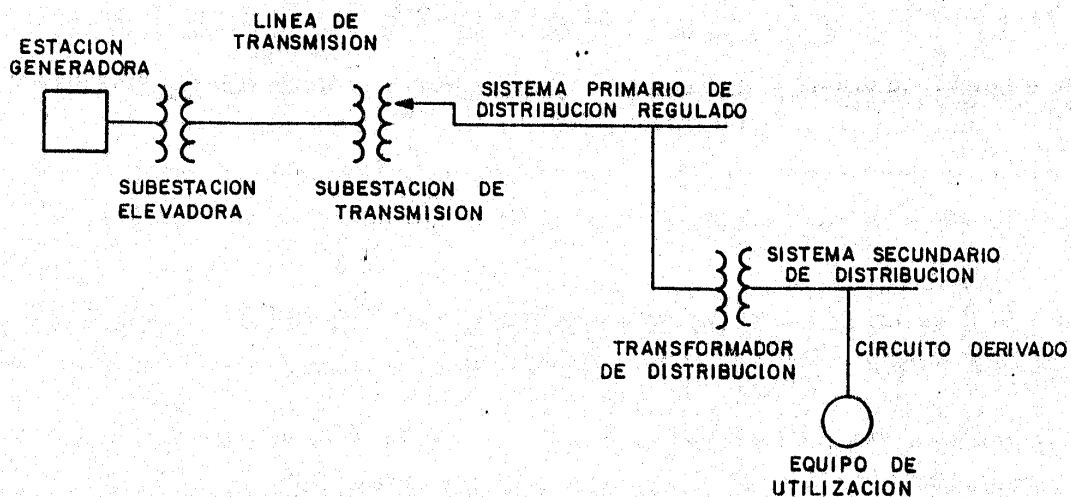 LINEA DE
TRANSMISION
ESTACION
GENERADORA
SISTEMA PRIMARIO DE
DISTRIBUCION REGULADO
SUBESTACION
ELEVADORA
SUBESTACION DE
TRANSMISION
SISTEMA SECUNDARIO
DE DISTRIBUCION
TRANSFORMADOR
DE DISTRIBUCION
CIRCUITO DERIVADO
EQUIPO DE
UTILIZACION